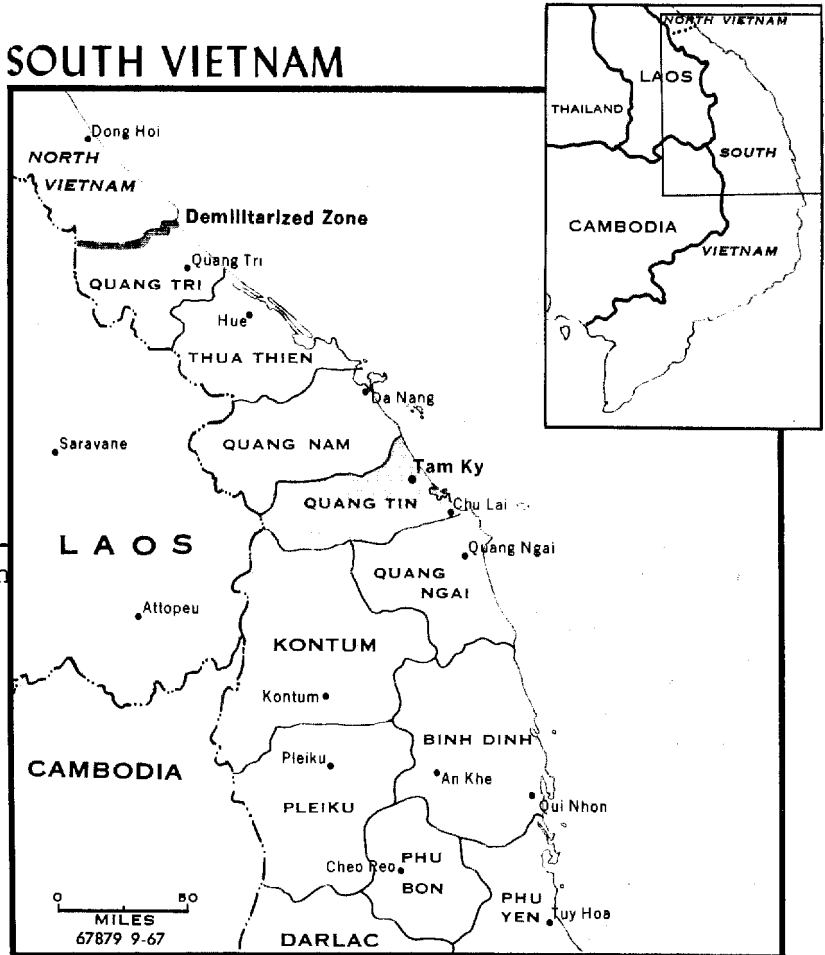 SOUTH VIETNAM
NORTH VIETNAM
LAOS
THAILAND
SOUTH
CAMBODIA
VIETNAM
Dong Hoi
NORTH
VIETNAM
Demilitarized Zone
Quang Tri
QUANG TRI
Hue
THUA THIEN
Da Nang
Saravane
QUANG NAM
Tam Ky
QUANG TIN
Chu Lai
LAOS
Quang Ngai
QUANG
NGAI
Attopeu
KONTUM
Kontum
BINH DINH
Pleiku
CAMBODIA
An Khe
PLEIKU
Qui Nhon
Cheo Reo
PHU
BON
PHU
YEN
Tuy Hoa
0 50
MILES
67879 9-67
DARLAC